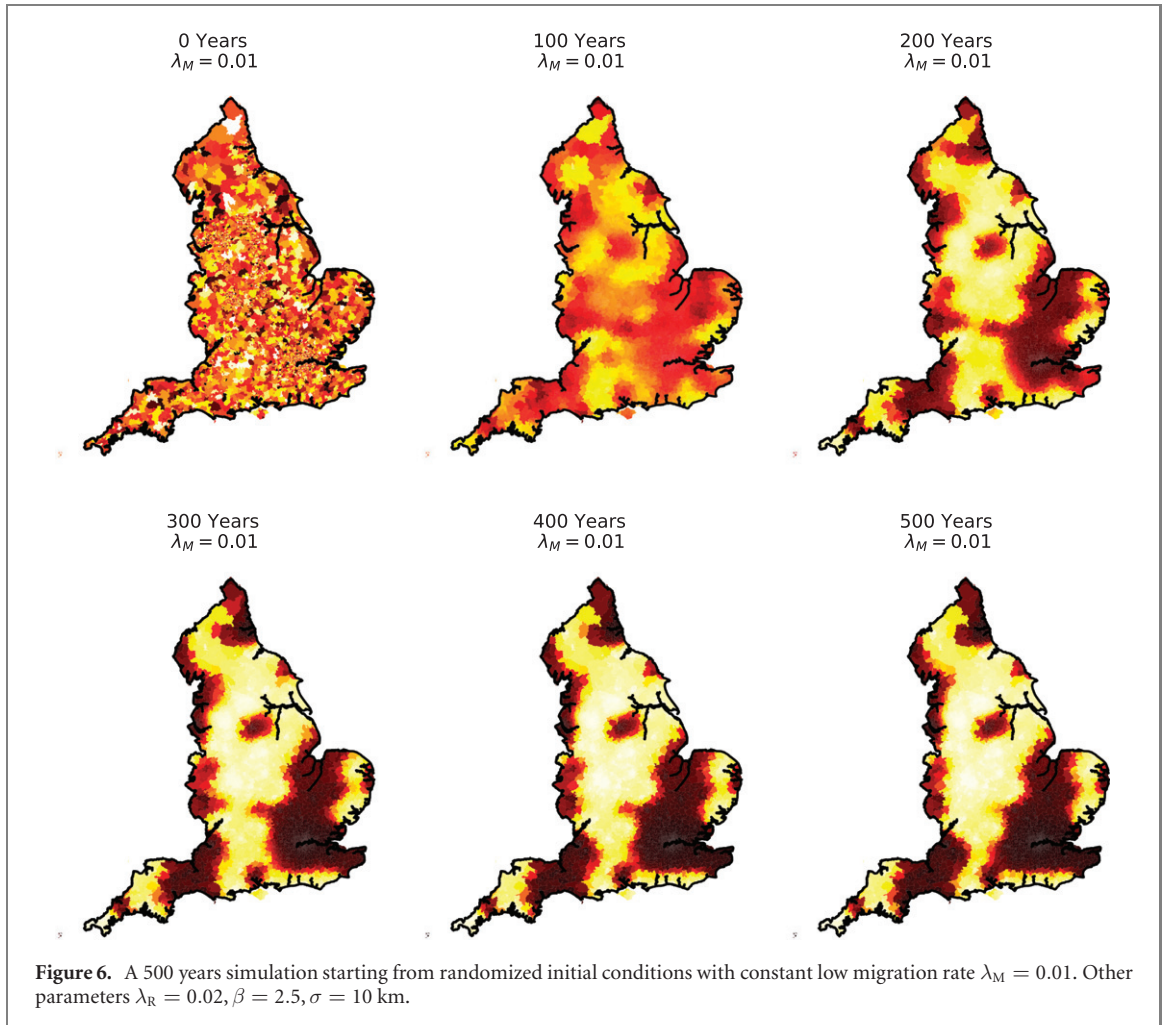 0 Years
λ_M = 0.01
100 Years
λ_M = 0.01
200 Years
λ_M = 0.01
300 Years
λ_M = 0.01
400 Years
λ_M = 0.01
500 Years
λ_M = 0.01
Figure 6. A 500 years simulation starting from randomized initial conditions with constant low migration rate λ_M = 0.01. Other
parameters λ_R = 0.02, β = 2.5, σ = 10 km.